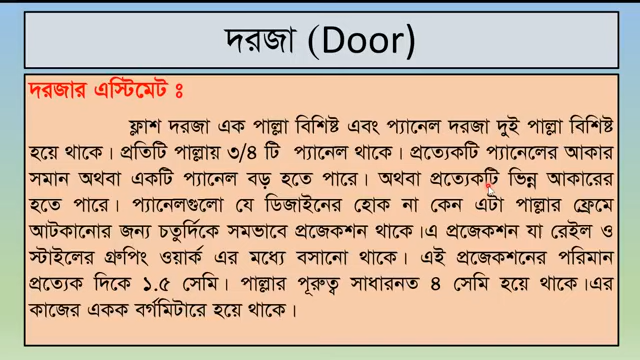 দরজা (Door)
দরজার এস্টিমেট ঃ
ফ্লাশ দরজা এক পাল্লা বিশিষ্ট এবং প্যানেল দরজা দুই পাল্লা বিশিষ্ট
হয়ে থাকে। প্রতিটি পাল্লায় ৩/৪ টি প্যানেল থাকে। প্রত্যেকটি প্যানেলের আকার
সমান অথবা একটি প্যানেল বড় হতে পারে। অথবা প্রত্যেকটি ভিন্ন আকারের
হতে পারে। প্যানেলগুলো যে ডিজাইনের হোক না কেন এটা পাল্লার ফ্রেমে
আটকানোর জন্য চতুর্দিকে সমভাবে প্রজেকশন থাকে।এ প্রজেকশন যা রেইল ও
স্টাইলের গ্রুপিং ওয়ার্ক এর মধ্যে বসানো থাকে। এই প্রজেকশনের পরিমান
প্রত্যেক দিকে ১.৫ সেমি। পাল্লার পূরুত্ব সাধারনত ৪ সেমি হয়ে থাকে।এর
কাজের একক বর্গমিটারে হয়ে থাকে।